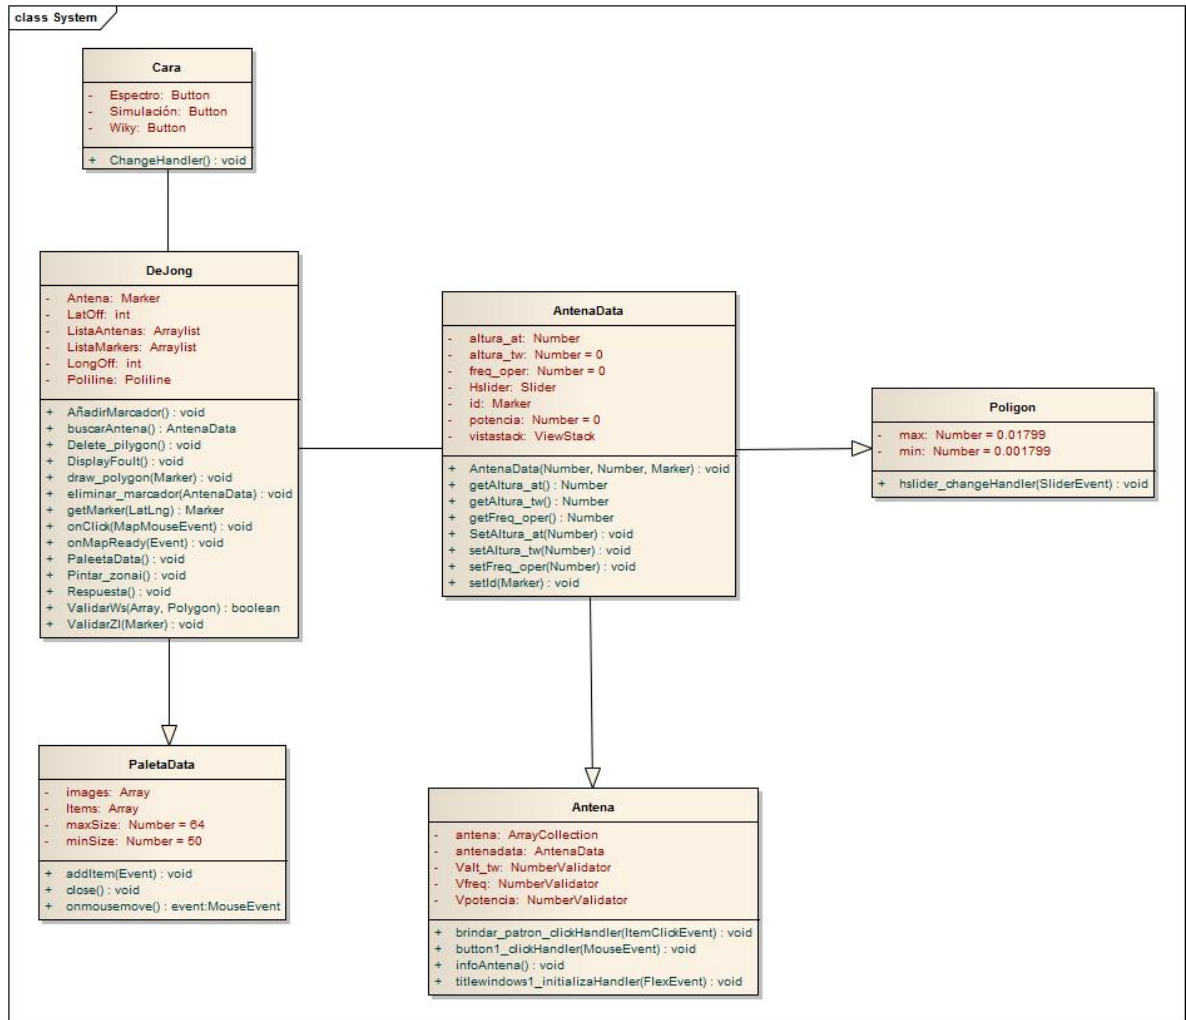 class System
Cara
- Espectro: Button
- Simulación: Button
- Wiky: Button
+ ChangeHandler() : void
DeJong
- Antena: Marker
- LatOff: int
- ListaAntenas: Arraylist
- ListaMarkers: Arraylist
- LongOff: int
- Poliline: Poliline
+ AñadirMarcador() : void
+ buscarAntena() : AntenaData
+ Delete_pilygon() : void
+ DisplayFoult() : void
+ draw_polygon(Marker) : void
+ eliminar_marcador(AntenaData) : void
+ getMarker(LatLng) : Marker
+ onClick(MapMouseEvent) : void
+ onMapReady(Event) : void
+ PaleetaData() : void
+ Pintar_zonai() : void
+ Respuesta() : void
+ ValidarWs(Array, Polygon) : boolean
+ ValidarZI(Marker) : void
AntenaData
- altura_at: Number
- altura_tw: Number = 0
- freq_oper: Number = 0
- Hslider: Slider
- id: Marker
- potencia: Number = 0
- vistastack: ViewStack
+ AntenaData(Number, Number, Marker) : void
+ getAltura_at() : Number
+ getAltura_tw() : Number
+ getFreq_oper() : Number
+ SetAltura_at(Number) : void
+ setAltura_tw(Number) : void
+ setFreq_oper(Number) : void
+ setId(Marker) : void
Poligon
- max: Number = 0.01799
- min: Number = 0.001799
+ hslider_changeHandler(SliderEvent) : void
PaletaData
- images: Array
- Items: Array
- maxSize: Number = 64
- minSize: Number = 50
+ addItem(Event) : void
+ close() : void
+ onmousemove() : event:MouseEvent
Antena
- antena: ArrayCollection
- antenadata: AntenaData
- Valt_tw: NumberValidator
- Vfreq: NumberValidator
- Vpotencia: NumberValidator
+ brindar_patron_clickHandler(ItemClickEvent) : void
+ button1_clickHandler(MouseEvent) : void
+ infoAntena() : void
+ titlewindows1_initializaHandler(FlexEvent) : void